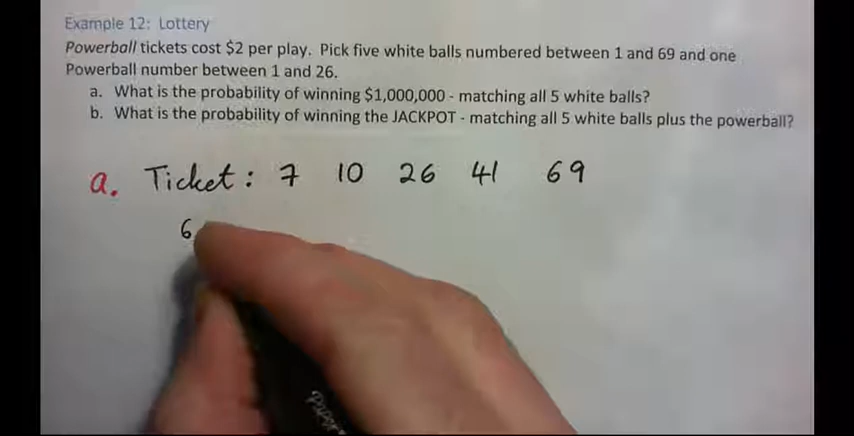 Example 12: Lottery
Powerball tickets cost $2 per play. Pick five white balls numbered between 1 and 69 and one
Powerball number between 1 and 26.
a. What is the probability of winning $1,000,000 - matching all 5 white balls?
b. What is the probability of winning the JACKPOT - matching all 5 white balls plus the powerball?
a. Ticket: 7 10 26 41 69
6